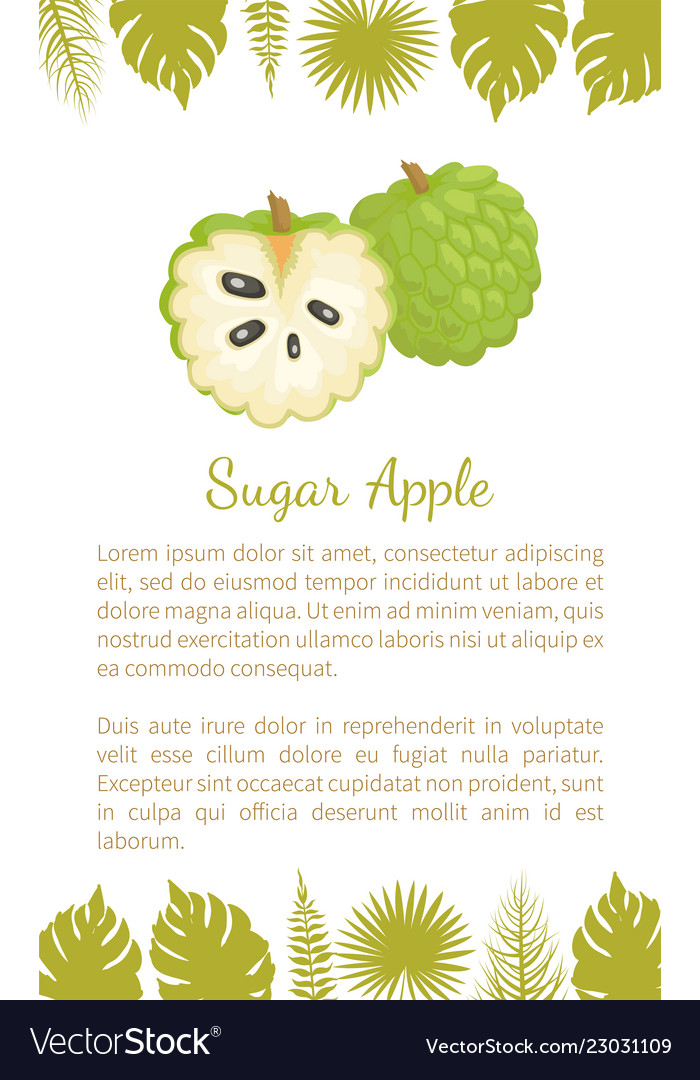 Sugar Apple
Lorem ipsum dolor sit amet, consectetur adipiscing
elit, sed do eiusmod tempor incididunt ut labore et
dolore magna aliqua. Ut enim ad minim veniam, quis
nostrud exercitation ullamco laboris nisi ut aliquip ex
ea commodo consequat.
Duis aute irure dolor in reprehenderit in voluptate
velit esse cillum dolore eu fugiat nulla pariatur.
Excepteur sint occaecat cupidatat non proident, sunt
in culpa qui officia deserunt mollit anim id est
laborum.
VectorStock®
VectorStock.com/23031109